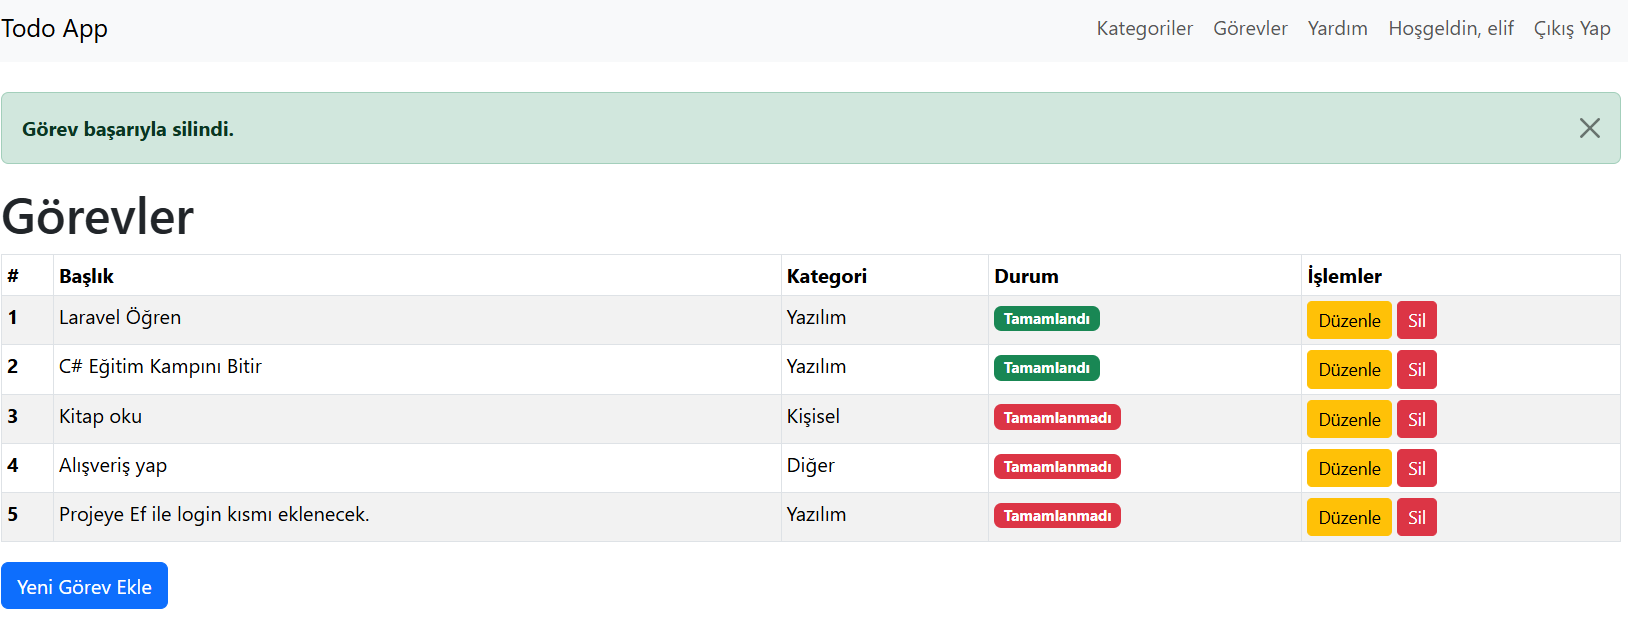 Todo App Kategoriler Görevler Yardım Hoşgeldin, elif Çıkış Yap
Görev başarıyla silindi.
Görevler
# Başlık Kategori Durum İşlemler
1 Laravel Öğren Yazılım Tamamlandı Düzenle Sil
2 C# Eğitim Kampını Bitir Yazılım Tamamlandı Düzenle Sil
3 Kitap oku Kişisel Tamamlanmadı Düzenle Sil
4 Alışveriş yap Diğer Tamamlanmadı Düzenle Sil
5 Projeye Ef ile login kısmı eklenecek. Yazılım Tamamlanmadı Düzenle Sil
Yeni Görev Ekle